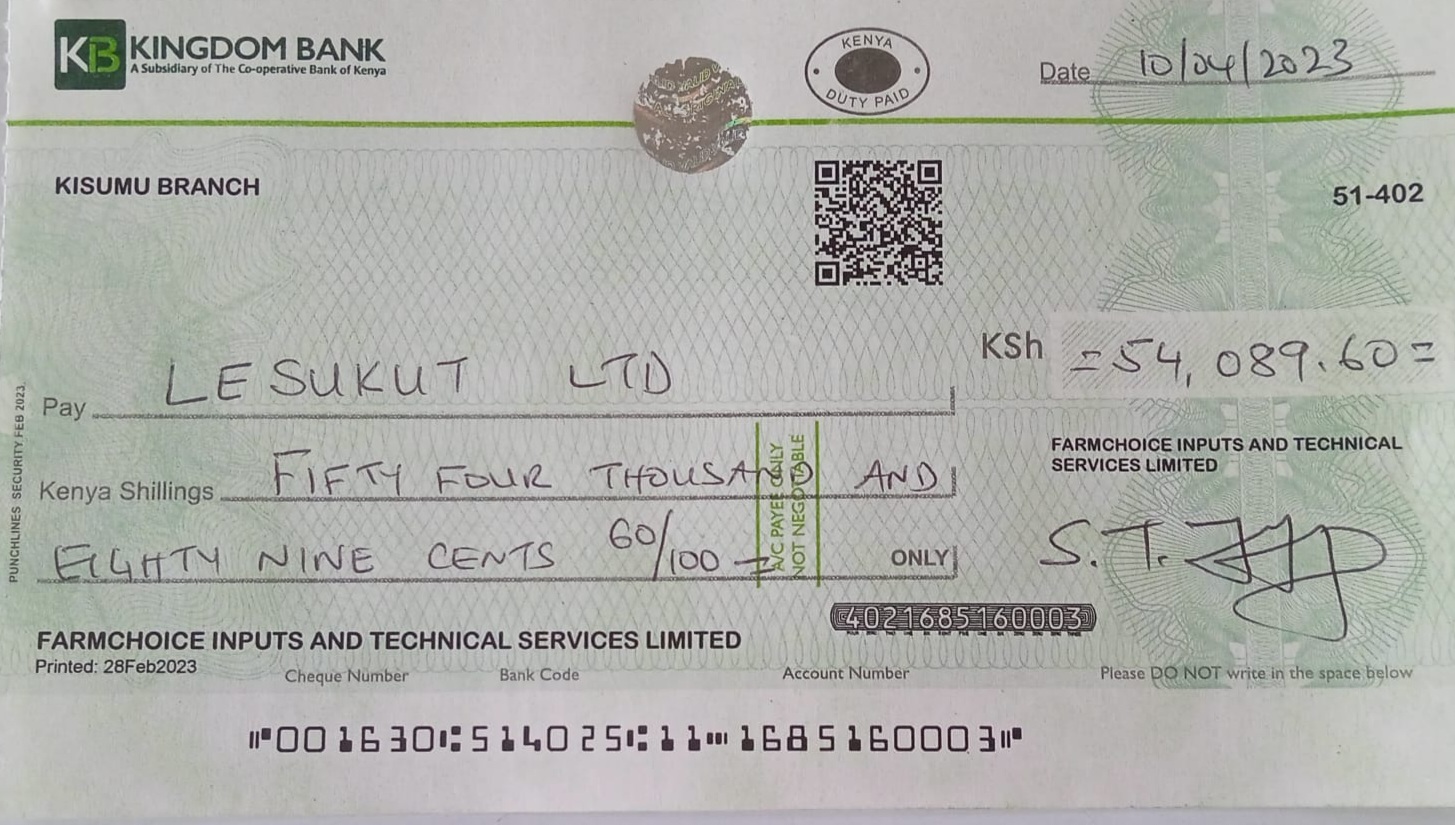 KB KINGDOM BANK
A Subsidiary of The Co-operative Bank of Kenya
KENYA
DUTY PAID
Date 10/04/2023
KISUMU BRANCH
51-402
Pay LESUKUT LTD
KSh =54,089.60=
Kenya Shillings FIFTY FOUR THOUSAND AND
EIGHTY NINE CENTS 60/100 = ONLY
A/C PAYEE ONLY
NOT NEGOTIABLE
FARMCHOICE INPUTS AND TECHNICAL
SERVICES LIMITED
S.T.
4021685160003
FARMCHOICE INPUTS AND TECHNICAL SERVICES LIMITED
Printed: 28Feb2023
Cheque Number Bank Code Account Number Please DO NOT write in the space below
⑈001630⑆514025⑆11⑉1685160003⑈
PUNCHLINES SECURITY FEB 2023.